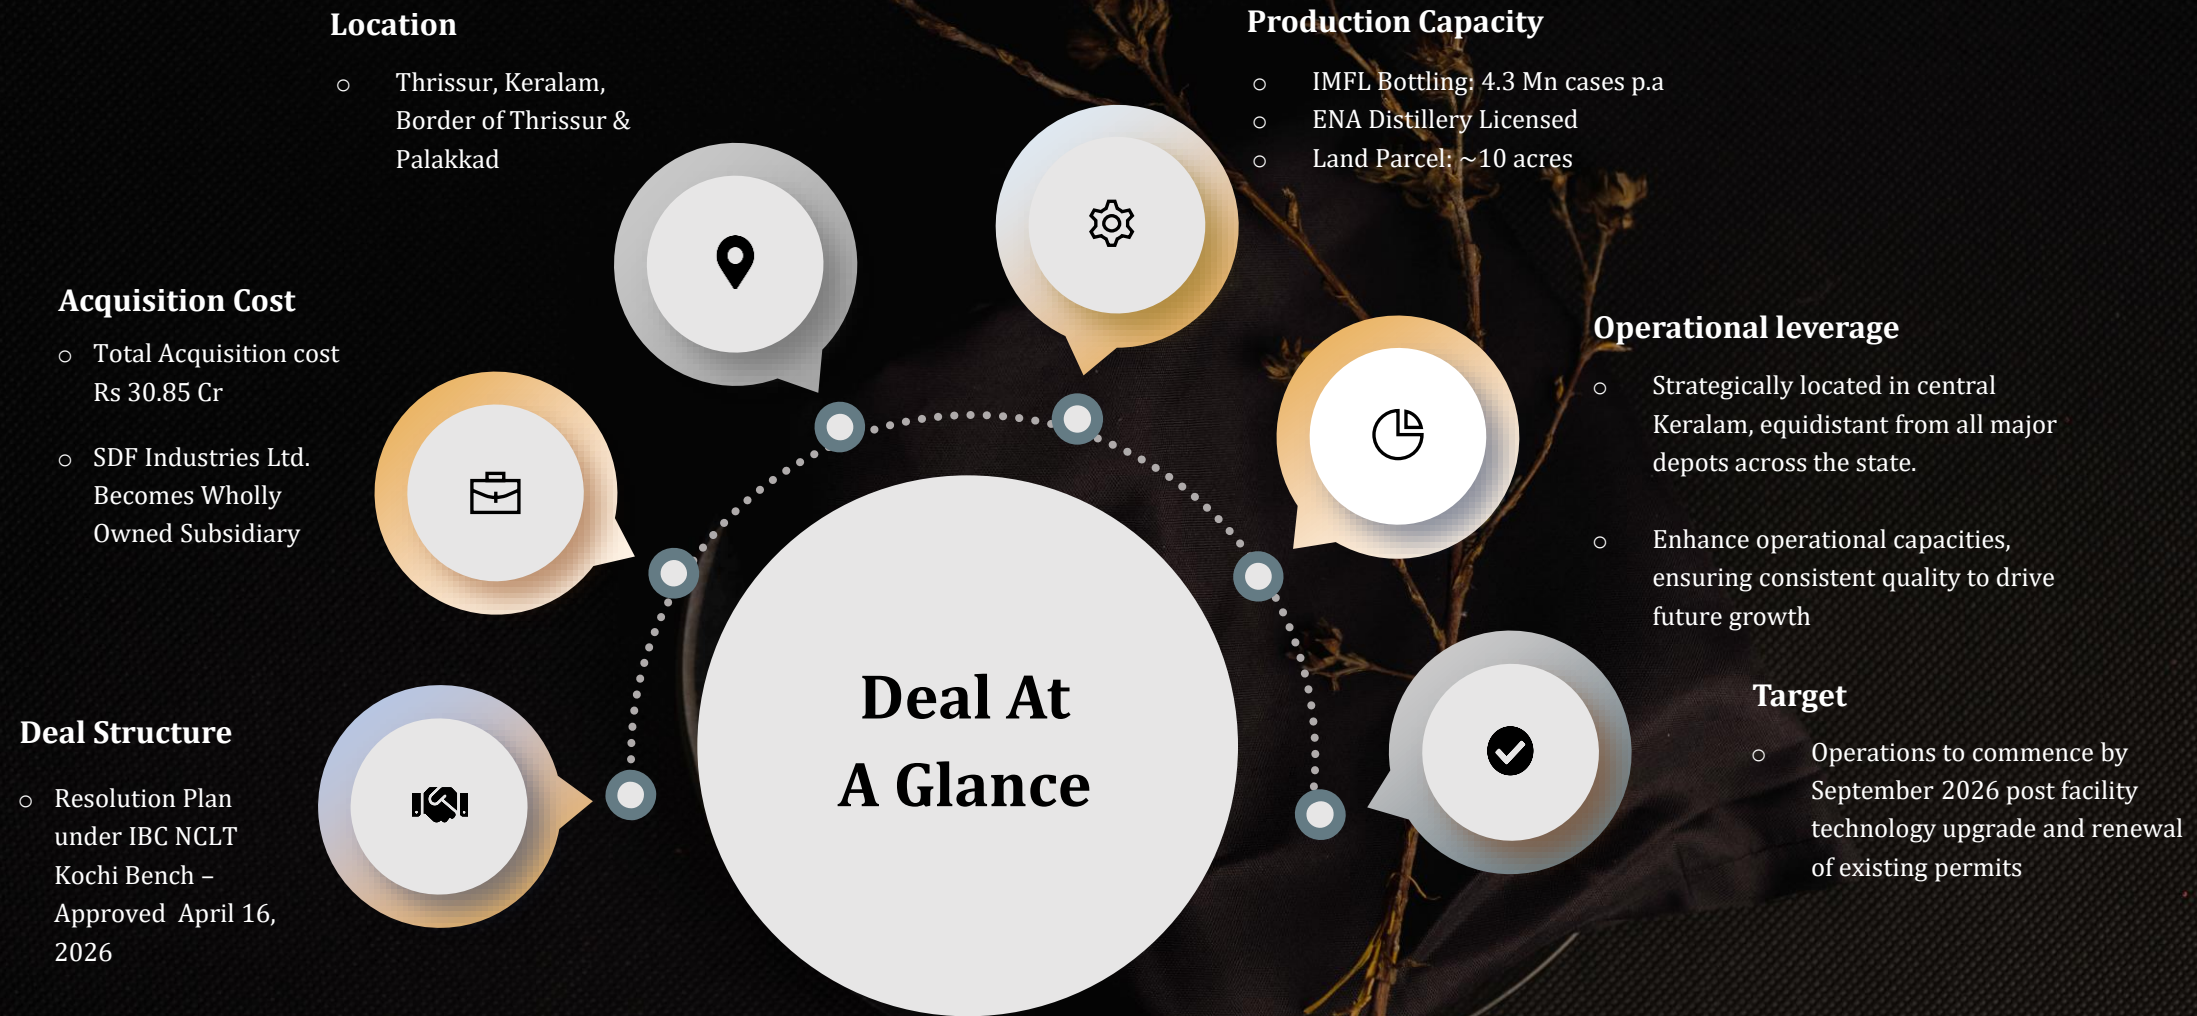 Location
o Thrissur, Keralam,
Border of Thrissur &
Palakkad
Production Capacity
o IMFL Bottling: 4.3 Mn cases p.a
o ENA Distillery Licensed
o Land Parcel: ~10 acres
Acquisition Cost
o Total Acquisition cost
Rs 30.85 Cr
o SDF Industries Ltd.
Becomes Wholly
Owned Subsidiary
Operational leverage
o Strategically located in central
Keralam, equidistant from all major
depots across the state.
o Enhance operational capacities,
ensuring consistent quality to drive
future growth
Deal Structure
o Resolution Plan
under IBC NCLT
Kochi Bench –
Approved  April 16,
2026
Deal At
A Glance
Target
o Operations to commence by
September 2026 post facility
technology upgrade and renewal
of existing permits